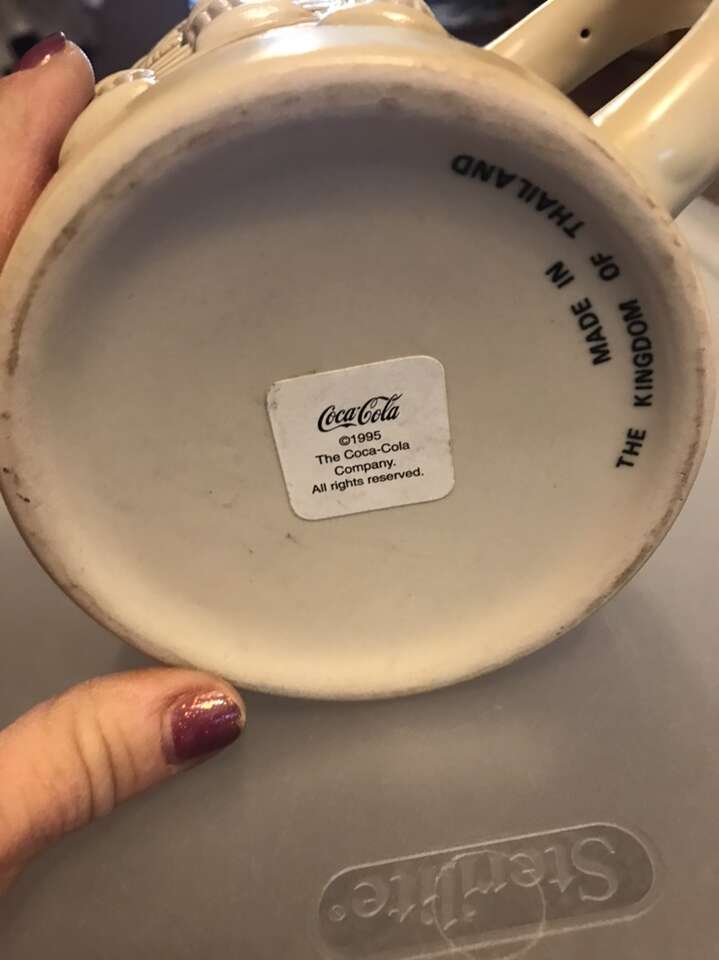 Coca-Cola
©1995
The Coca-Cola
Company.
All rights reserved.
MADE IN
THE KINGDOM OF THAILAND
Sterilite®